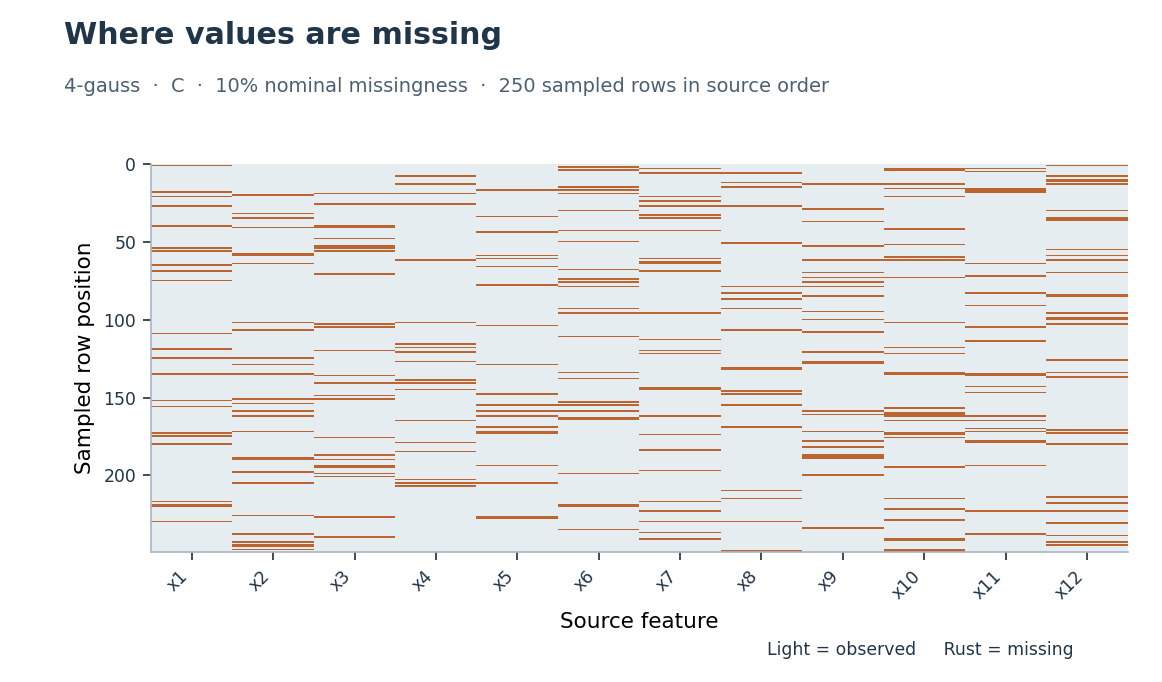 Where values are missing
4-gauss · C · 10% nominal missingness · 250 sampled rows in source order
0
50
100
150
200
Sampled row position
x1 x2 x3 x4 x5 x6 x7 x8 x9 x10 x11 x12
Source feature
Light = observed Rust = missing